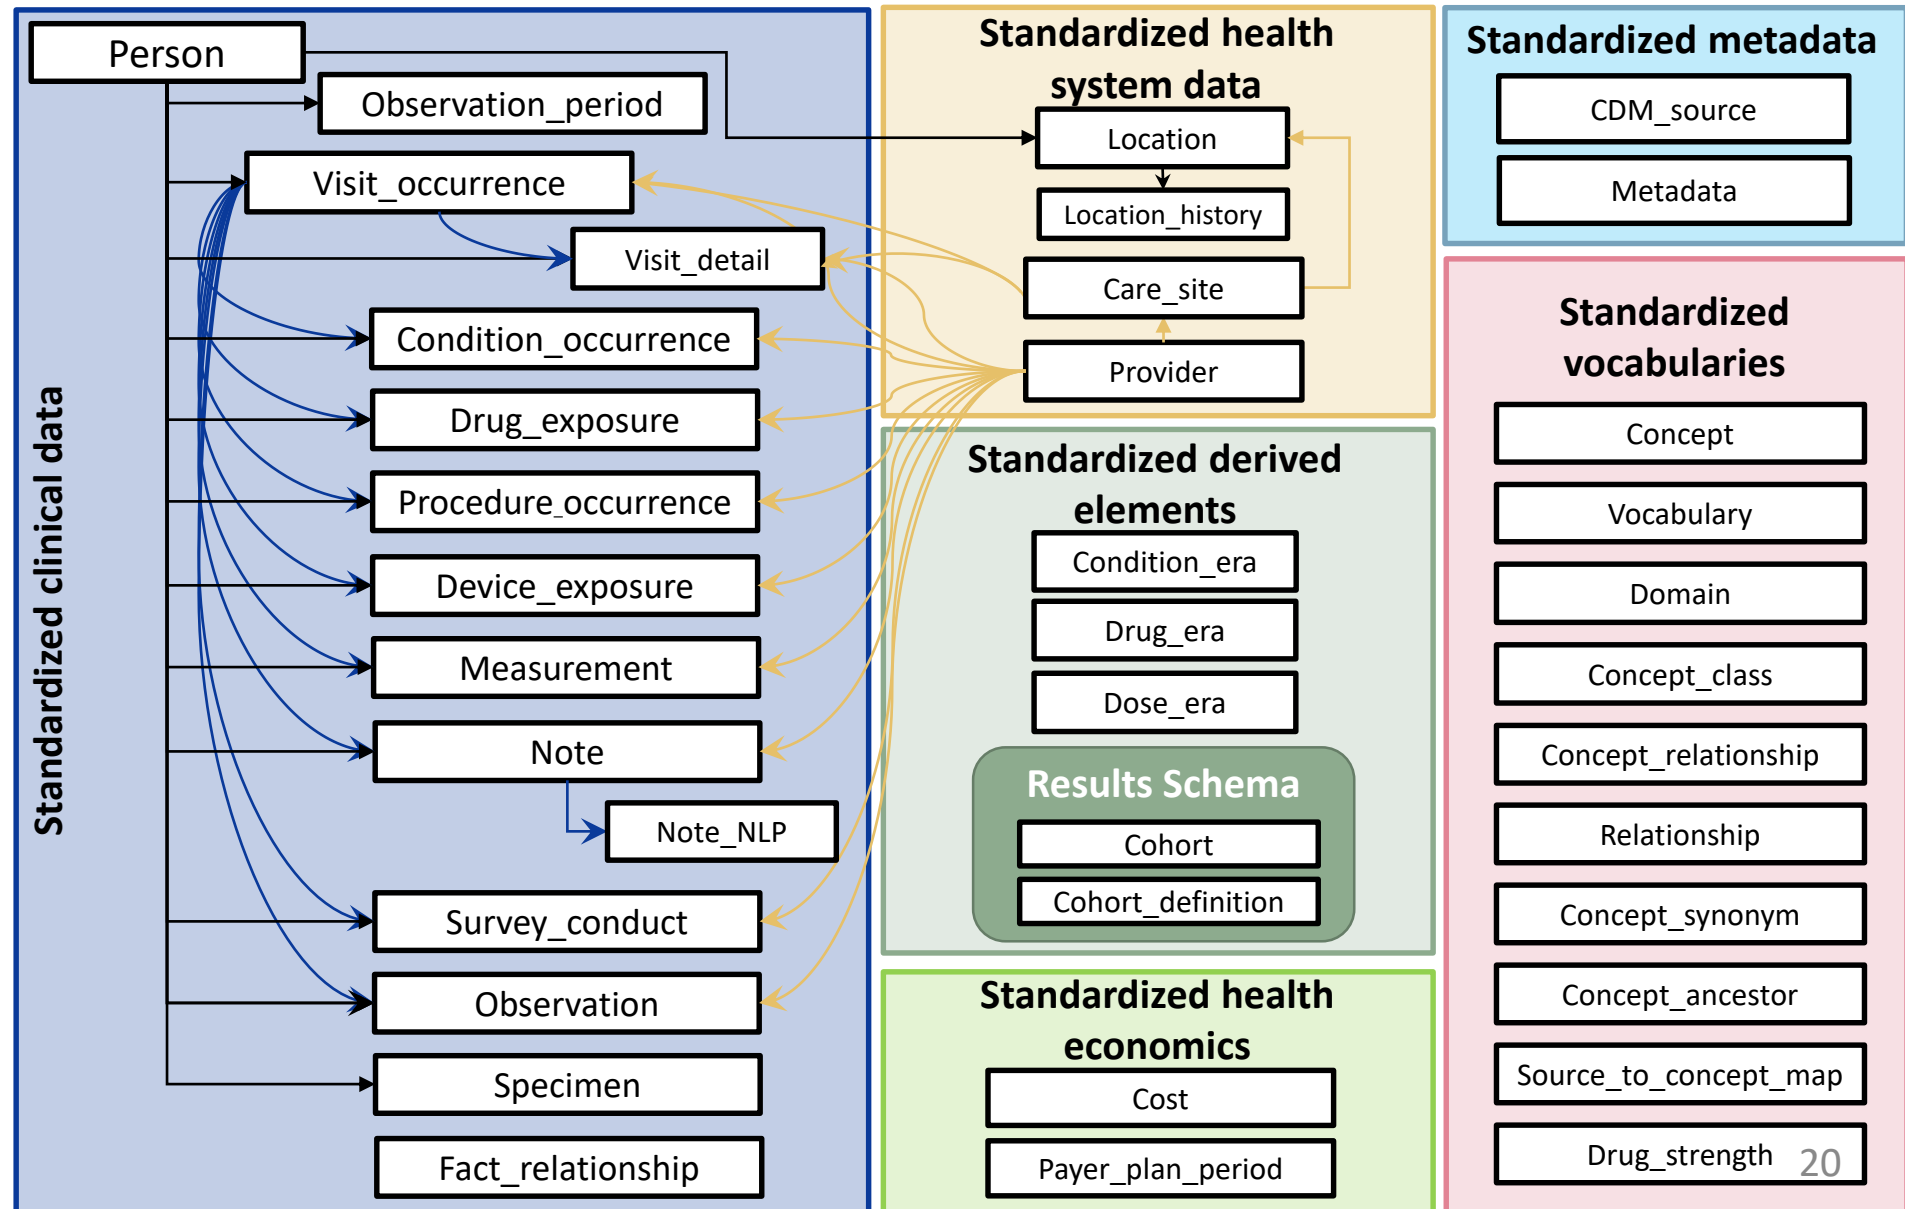 Standardized clinical data
Person
Observation_period
Visit_occurrence
Visit_detail
Condition_occurrence
Drug_exposure
Procedure_occurrence
Device_exposure
Measurement
Note
Note_NLP
Survey_conduct
Observation
Specimen
Fact_relationship
Standardized health
system data
Location
Location_history
Care_site
Provider
Standardized derived
elements
Condition_era
Drug_era
Dose_era
Results Schema
Cohort
Cohort_definition
Standardized health
economics
Cost
Payer_plan_period
Standardized metadata
CDM_source
Metadata
Standardized
vocabularies
Concept
Vocabulary
Domain
Concept_class
Concept_relationship
Relationship
Concept_synonym
Concept_ancestor
Source_to_concept_map
Drug_strength
20